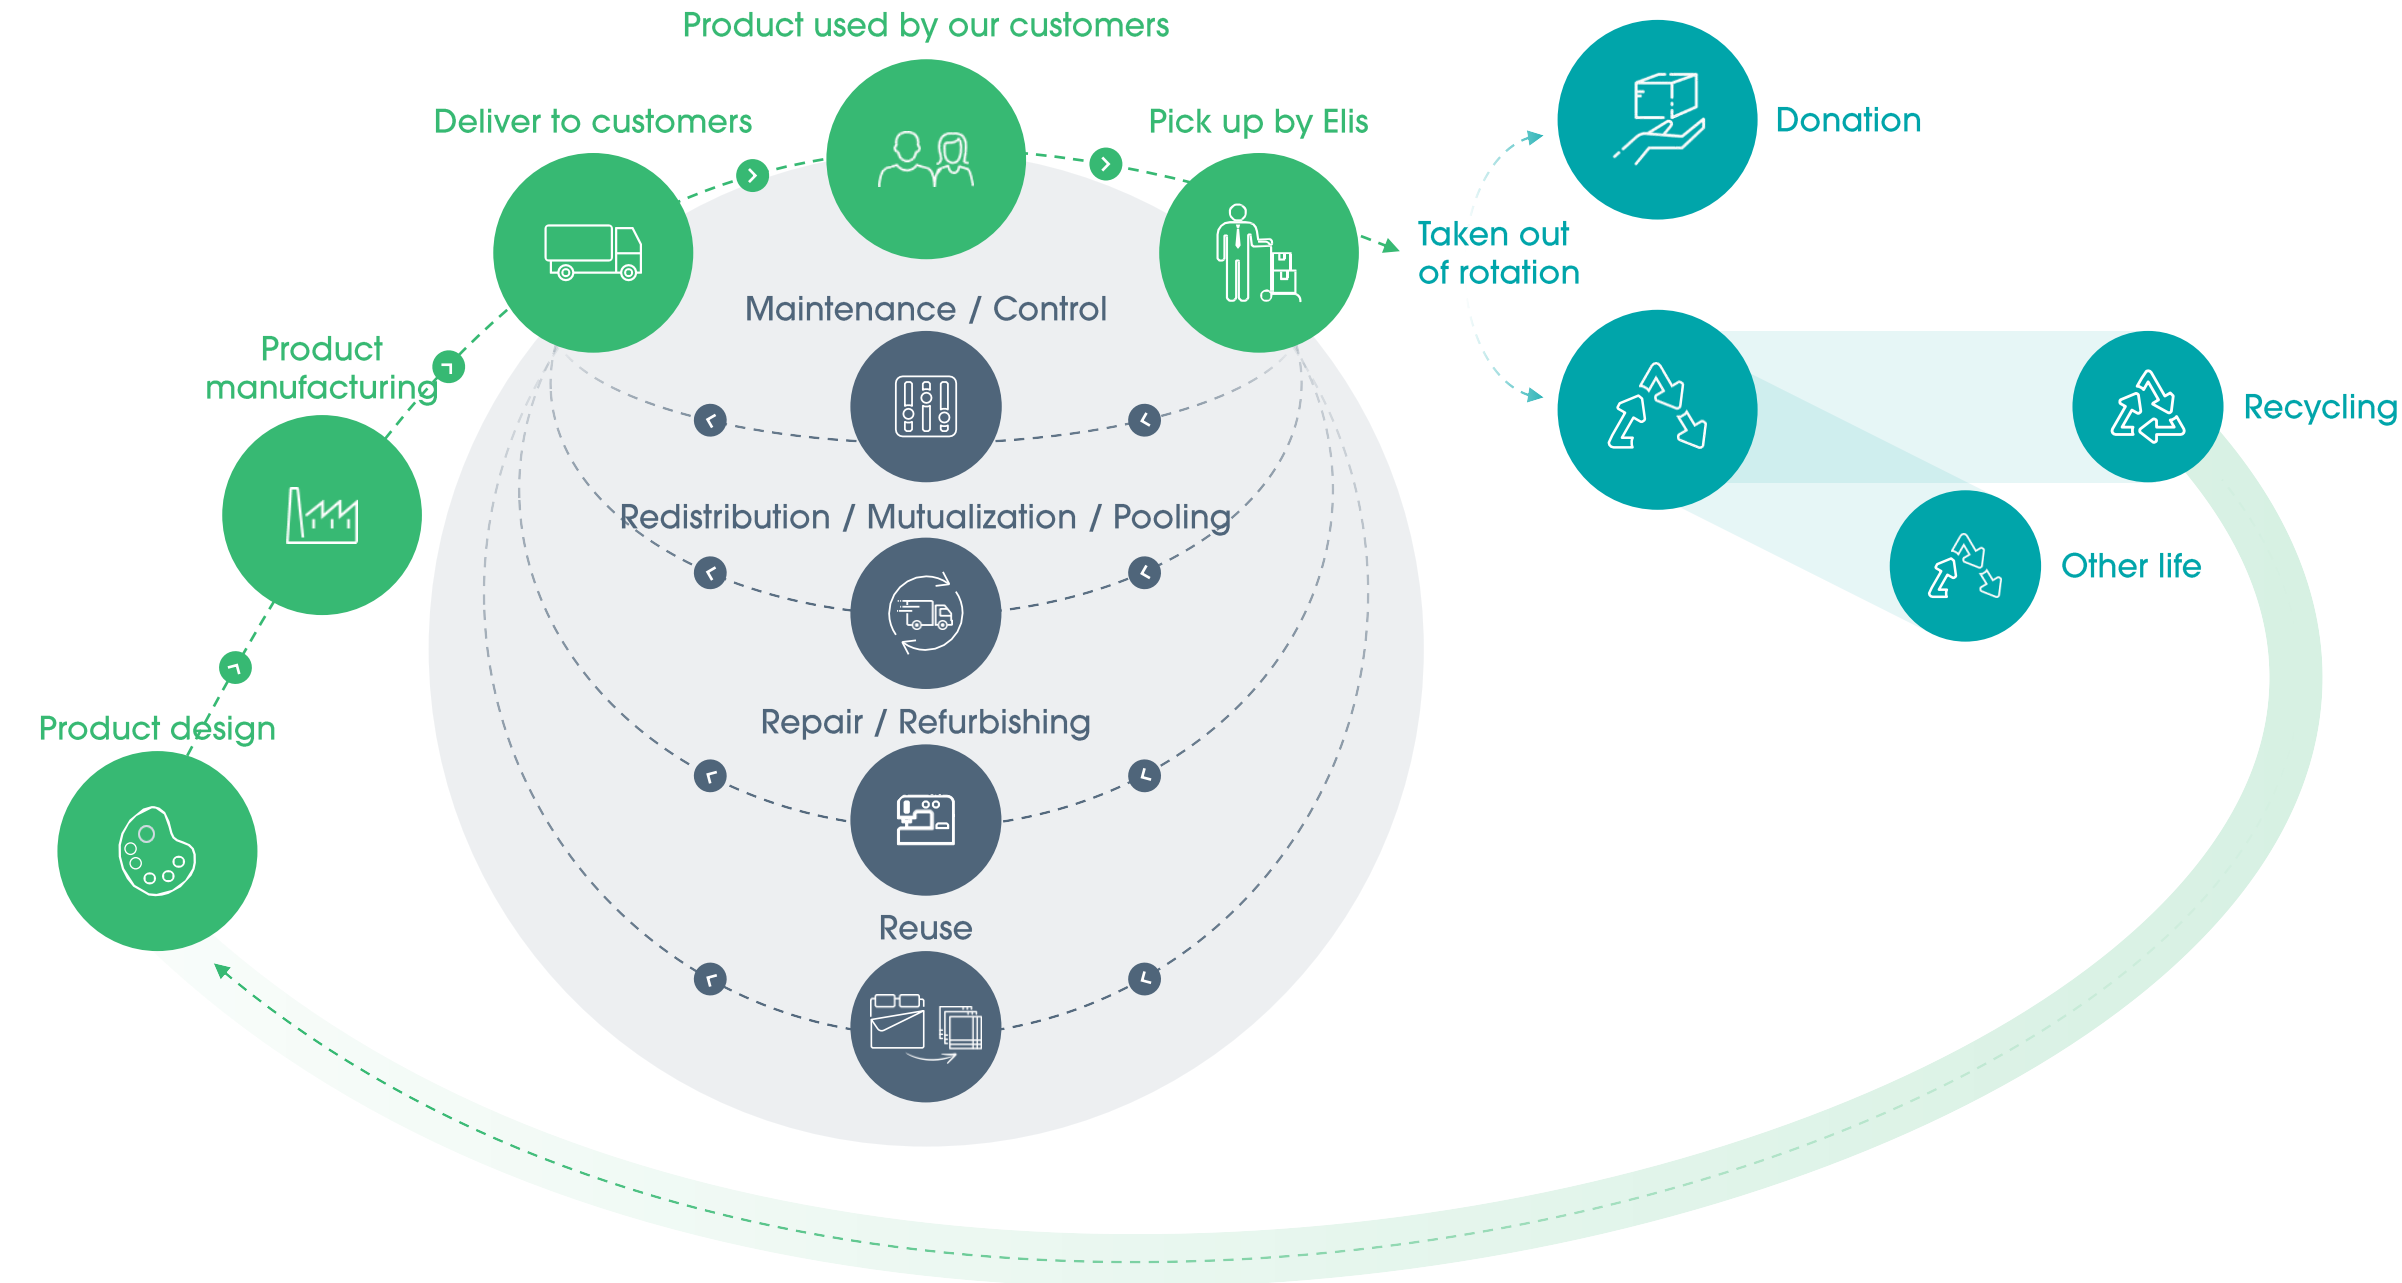 Product used by our customers
Deliver to customers
Pick up by Elis
Donation
Taken out
of rotation
Maintenance / Control
Product
manufacturing
Recycling
Redistribution / Mutualization / Pooling
Other life
Repair / Refurbishing
Product design
Reuse